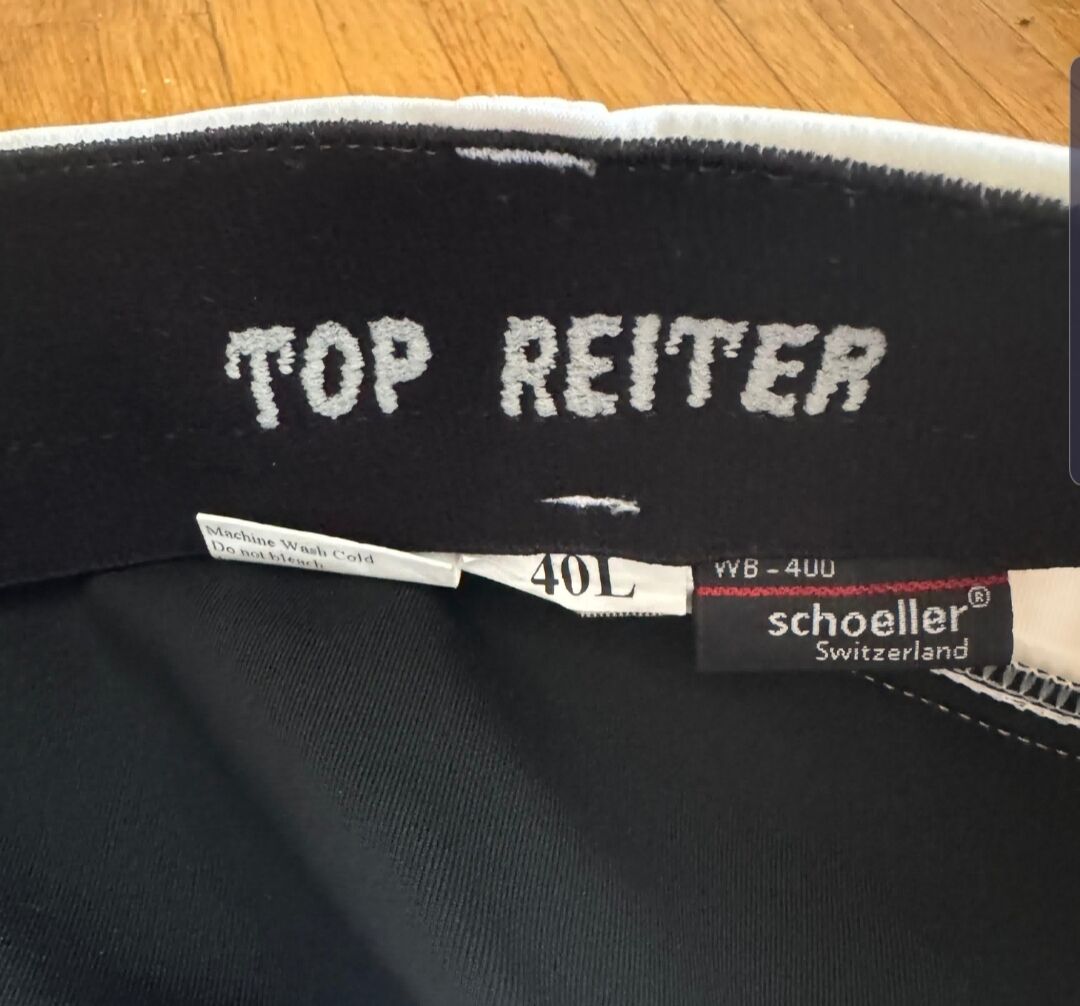 TOP REITER
Machine Wash Cold
Do not bleach
40L
WB-400
schoeller®
Switzerland